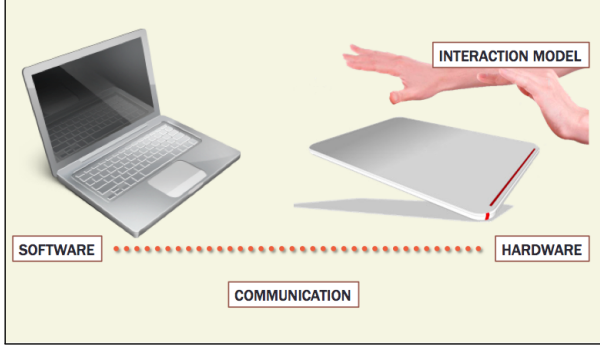 INTERACTION MODEL
SOFTWARE
HARDWARE
COMMUNICATION